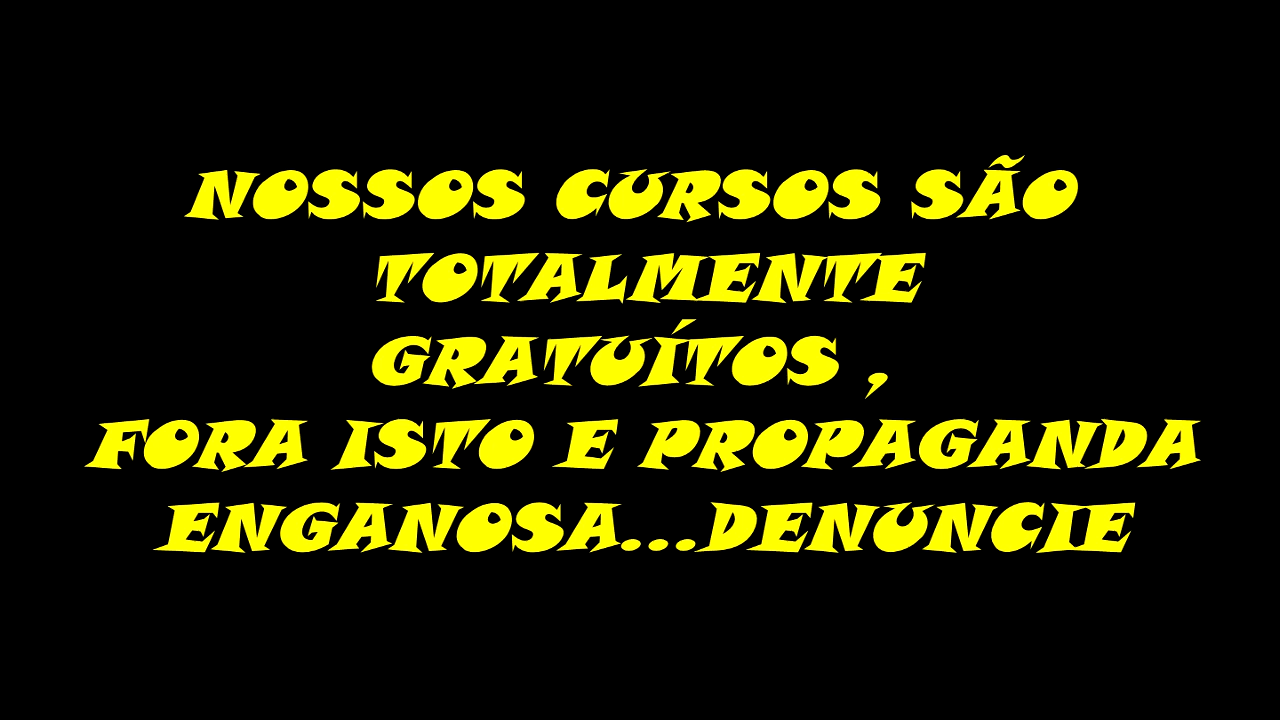 NOSSOS CURSOS SÃO
TOTALMENTE
GRATUÍTOS ,
FORA ISTO E PROPAGANDA
ENGANOSA...DENUNCIE